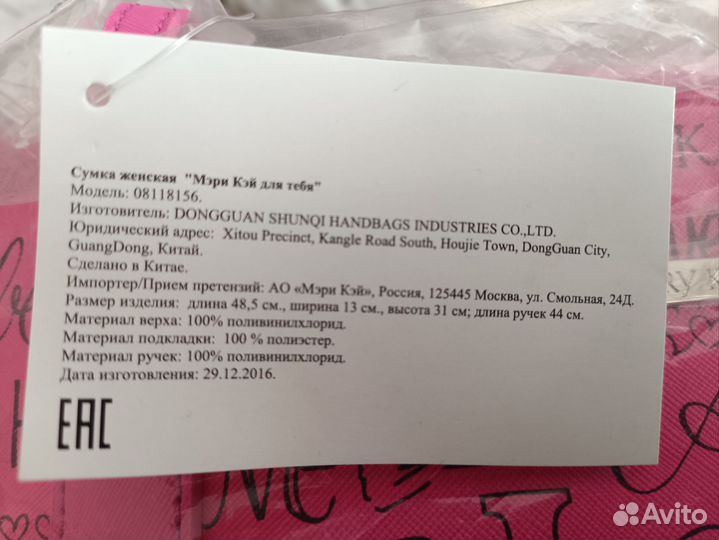 Сумка женская "Мэри Кэй для тебя"
Модель: 08118156.
Изготовитель: DONGGUAN SHUNQI HANDBAGS INDUSTRIES CO.,LTD.
Юридический адрес: Xitou Precinct, Kangle Road South, Houjie Town, DongGuan City,
GuangDong, Китай.
Сделано в Китае.
Импортер/Прием претензий: АО «Мэри Кэй», Россия, 125445 Москва, ул. Смольная, 24Д.
Размер изделия: длина 48,5 см., ширина 13 см., высота 31 см; длина ручек 44 см.
Материал верха: 100% поливинилхлорид.
Материал подкладки: 100 % полиэстер.
Материал ручек: 100% поливинилхлорид.
Дата изготовления: 29.12.2016.
EAC
Avito